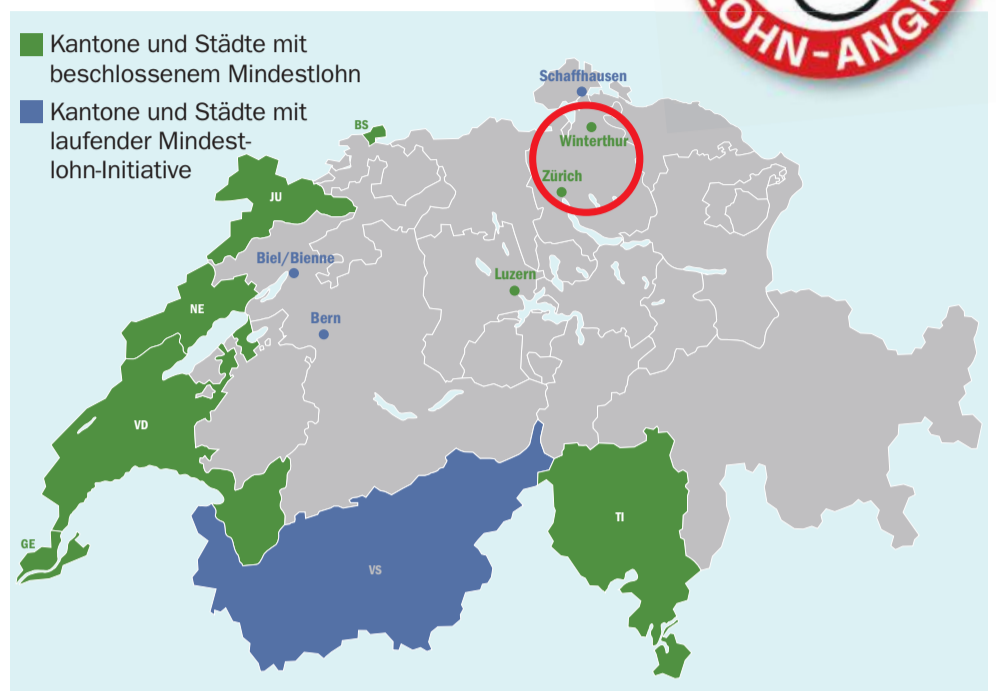 LOHN-ANGR
Kantone und Städte mit
beschlossenem Mindestlohn
Kantone und Städte mit
laufender Mindest-
lohn-Initiative
Schaffhausen
BS
Winterthur
Zürich
JU
Biel/Bienne
Luzern
NE
Bern
VD
TI
GE
VS